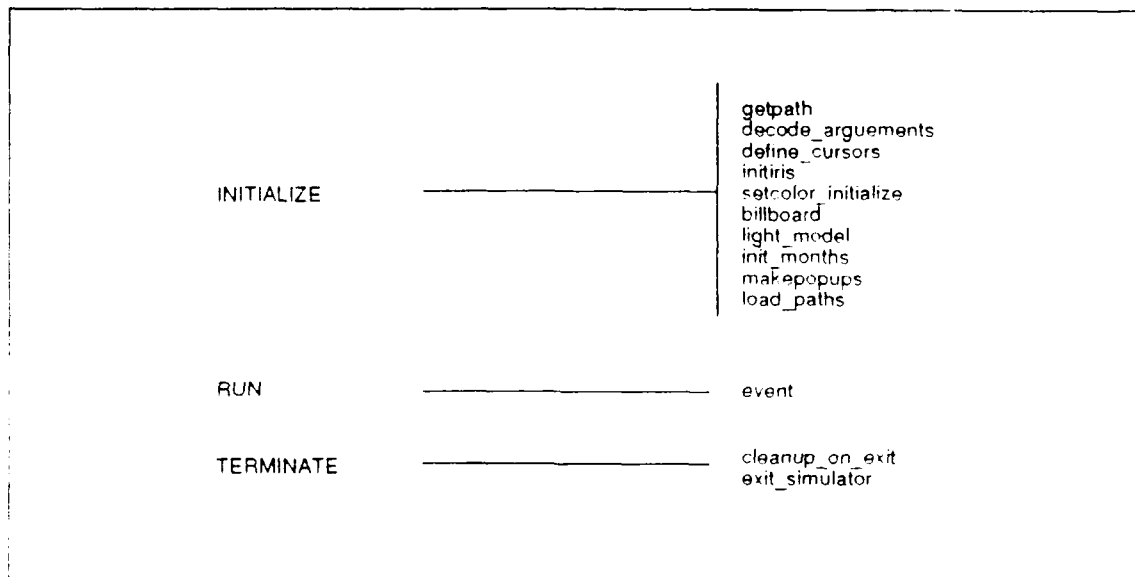 getpath
decode_arguements
define_cursors
initiris
INITIALIZE
setcolor_initialize
billboard
light_model
init_months
makepopups
load_paths
RUN
event
TERMINATE
cleanup_on_exit
exit_simulator